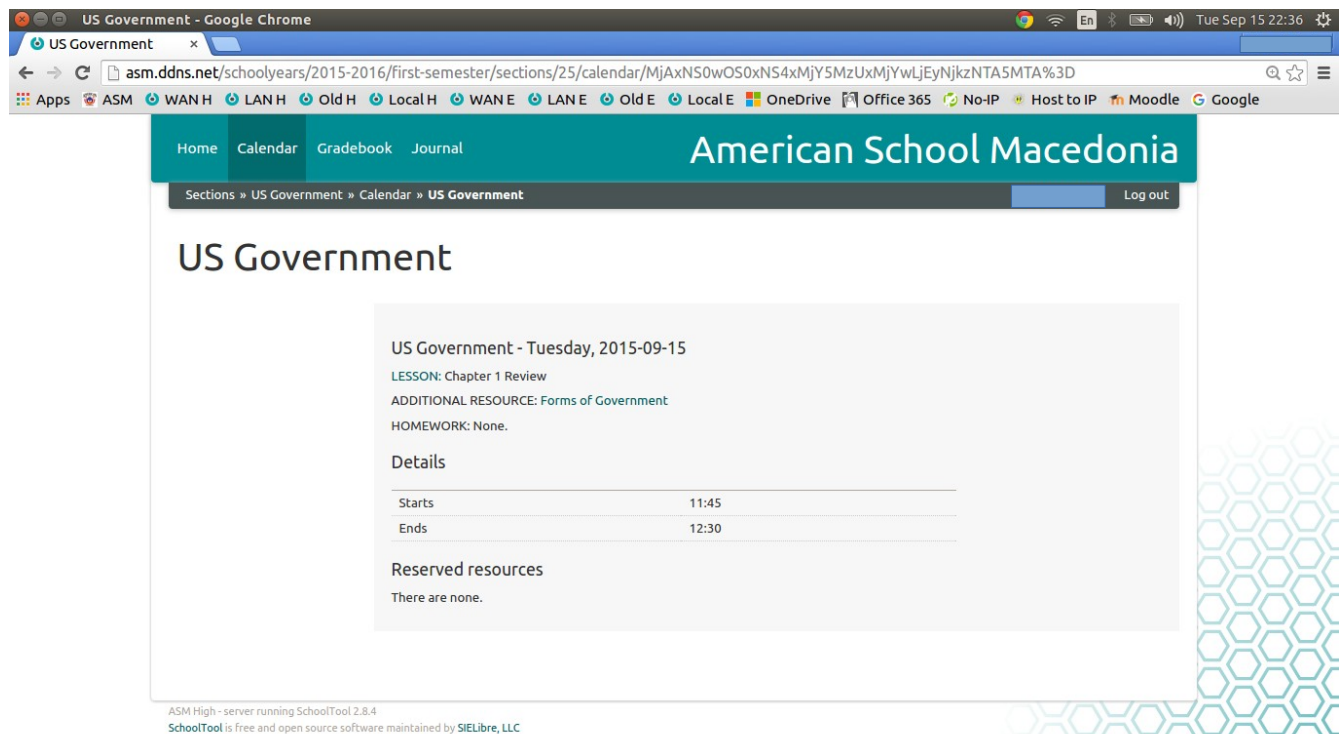 US Government - Google Chrome En Tue Sep 15 22:36
US Government ×
asm.ddns.net/schoolyears/2015-2016/first-semester/sections/25/calendar/MjAxNS0wOS0xNS4xMjY5MzUxMjYwLjEyNjkzNTA5MTA%3D
Apps ASM WAN H LAN H Old H Local H WAN E LAN E Old E Local E OneDrive Office 365 No-IP Host to IP Moodle Google
Home Calendar Gradebook Journal American School Macedonia
Sections » US Government » Calendar » US Government Log out
US Government
US Government - Tuesday, 2015-09-15
LESSON: Chapter 1 Review
ADDITIONAL RESOURCE: Forms of Government
HOMEWORK: None.
Details
Starts 11:45
Ends 12:30
Reserved resources
There are none.
ASM High - server running SchoolTool 2.8.4
SchoolTool is free and open source software maintained by SIELibre, LLC